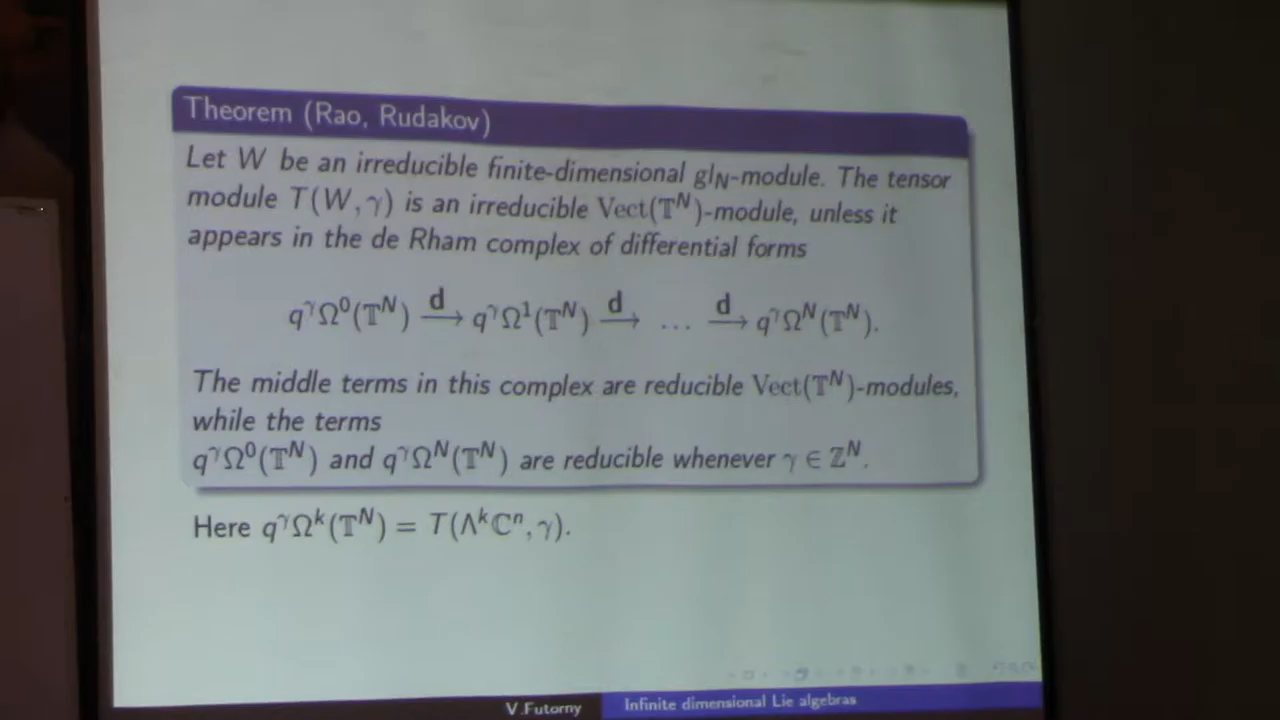 Theorem (Rao, Rudakov)
Let W be an irreducible finite-dimensional gl_N-module. The tensor
module T(W, γ) is an irreducible Vect(𝕋^N)-module, unless it
appears in the de Rham complex of differential forms
q^γΩ^0(𝕋^N) —d→ q^γΩ^1(𝕋^N) —d→ … —d→ q^γΩ^N(𝕋^N).
The middle terms in this complex are reducible Vect(𝕋^N)-modules,
while the terms
q^γΩ^0(𝕋^N) and q^γΩ^N(𝕋^N) are reducible whenever γ ∈ ℤ^N.
Here q^γΩ^k(𝕋^N) = T(Λ^kℂ^n, γ).
V.Futorny
Infinite dimensional Lie algebras